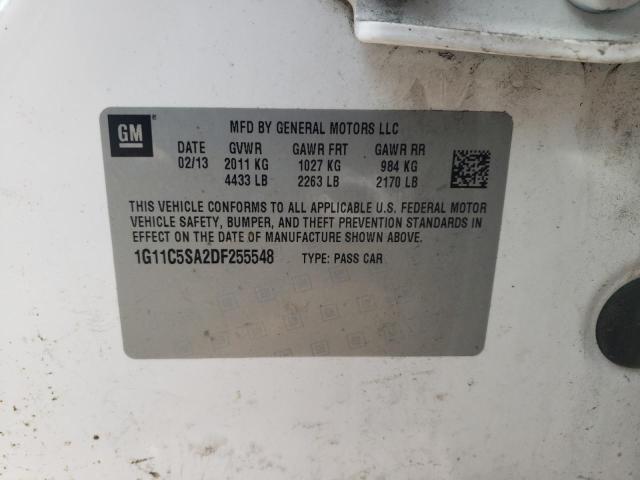 GM
MFD BY GENERAL MOTORS LLC
DATE GVWR GAWR FRT GAWR RR
02/13 2011 KG 1027 KG 984 KG
4433 LB 2263 LB 2170 LB
THIS VEHICLE CONFORMS TO ALL APPLICABLE U.S. FEDERAL MOTOR
VEHICLE SAFETY, BUMPER, AND THEFT PREVENTION STANDARDS
IN EFFECT ON THE DATE OF MANUFACTURE SHOWN ABOVE.
1G11C5SA2DF255548 TYPE: PASS CAR